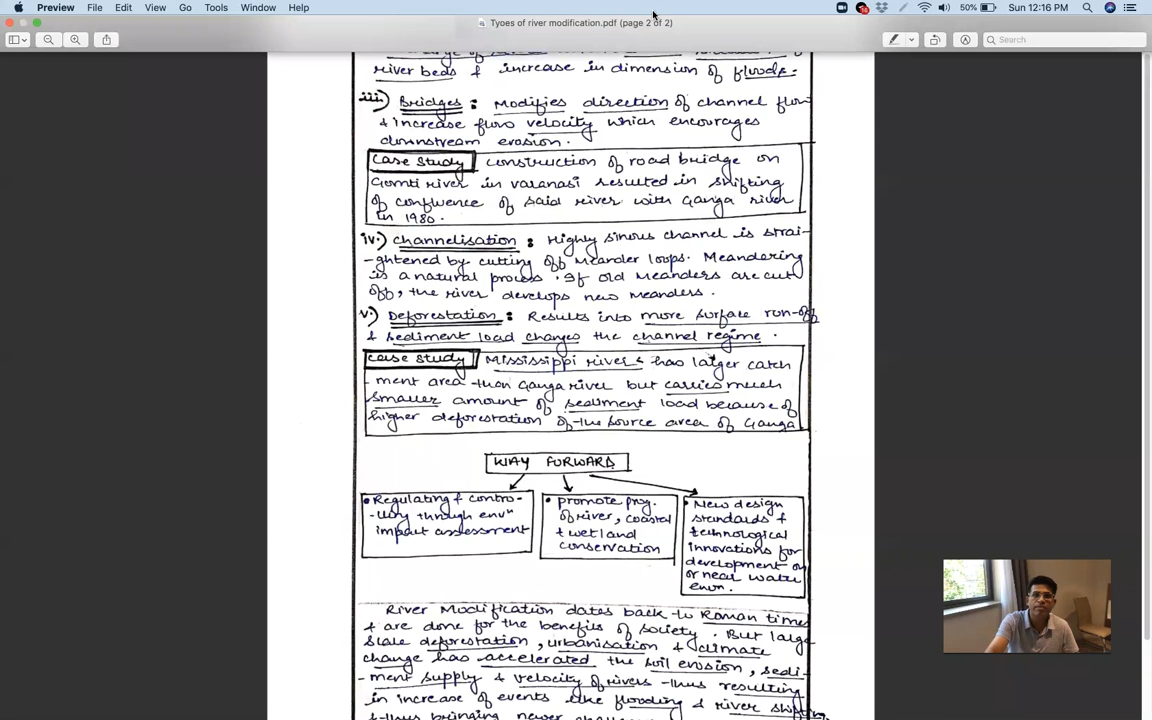 Preview File Edit View Go Tools Window Help
50% Sun 12:16 PM
Types of river modification.pdf (page 2 of 2)
Search
river beds & increase in dimension of floods.
iii.) Bridges : Modifies direction of channel flow
& increase flow velocity which encourages
downstream erosion.
Case Study construction of road bridge on
Gomti river in varanasi resulted in shifting
of confluence of said river with Ganga river
in 1980.
iv.) channelisation : Highly sinous channel is strai-
-ghtened by cutting off Meander loops. Meandering
is a natural process. If old meanders are cut
off, the river develops new meanders.
v.) Deforestation : Results into more surface run-off
& sediment load changes the channel regime.
Case study Mississippi river has larger catch
-ment area than Ganga river but carries much
smaller amount of sediment load because of
higher deforestation of the source area of Ganga
WAY FORWARD
• Regulating & contro-
-lling through envn
impact assessment
• promote prog.
of river, coastal
& wetland
conservation
• New design
standards &
technological
innovations for
development on
or near water
envn.
River Modification dates back to Roman times
& are done for the benefits of society. But large
scale deforestation, urbanisation & climate
change has accelerated the soil erosion, sedi-
-ment supply & velocity of rivers thus resulting
in increase of events like flooding & river shifting
& thus bringing newer